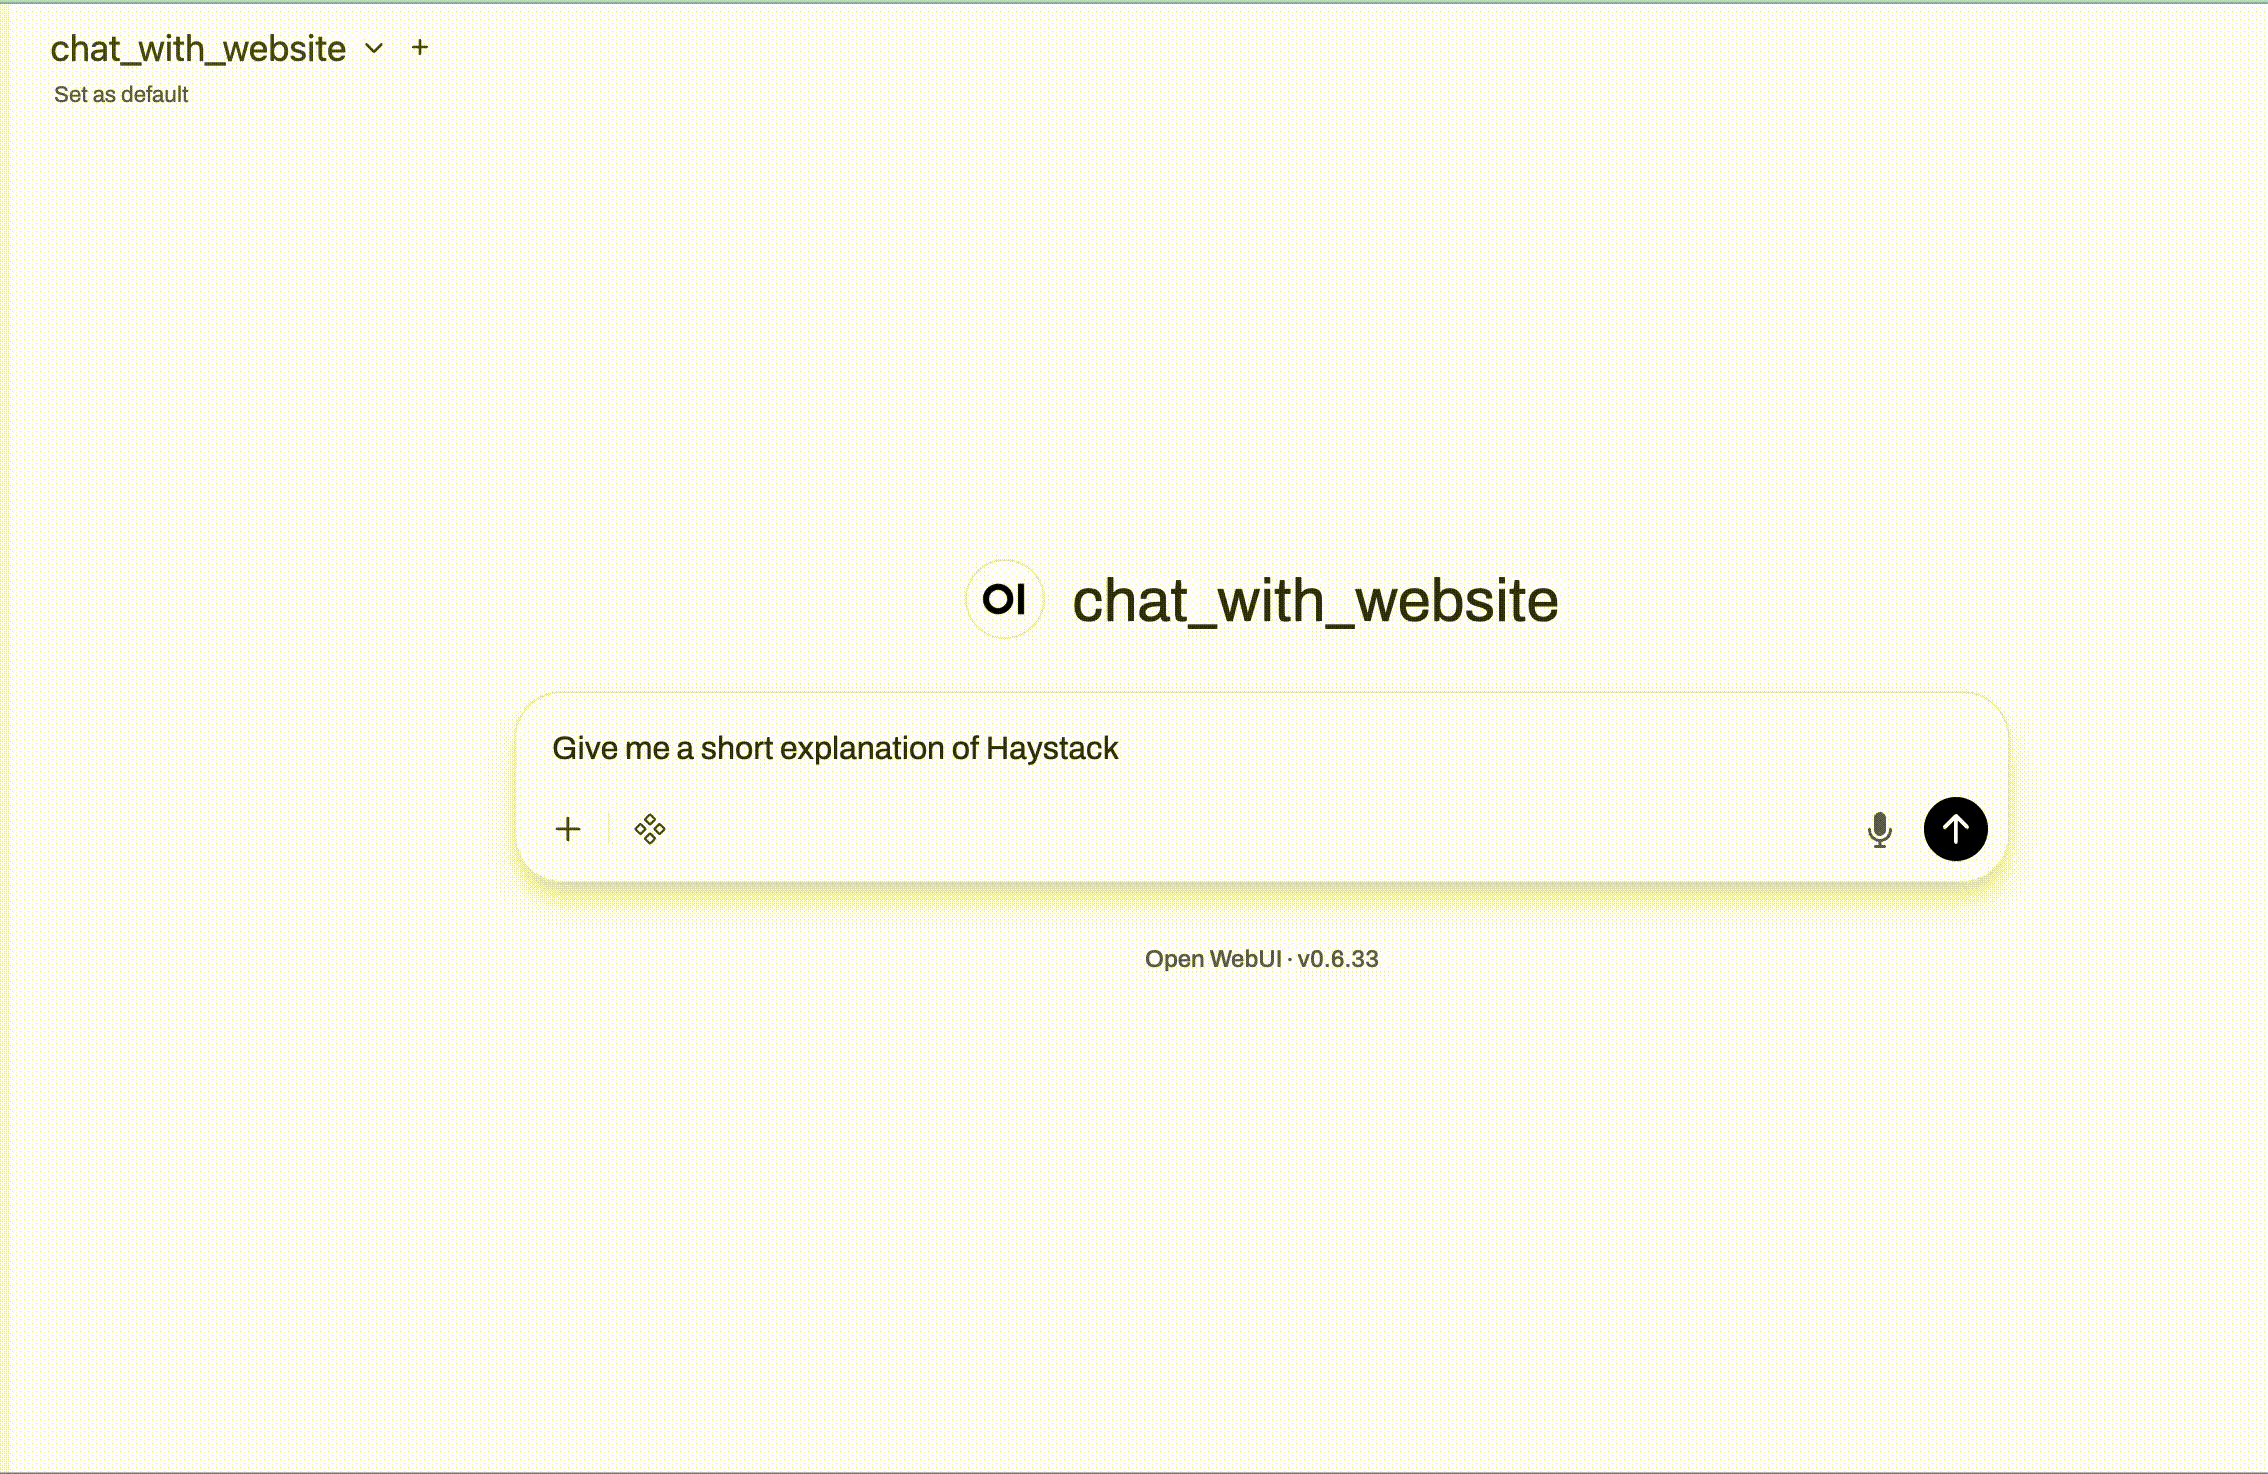 chat_with_website
Set as default
OI chat_with_website
Give me a short explanation of Haystack
Open WebUI · v0.6.33